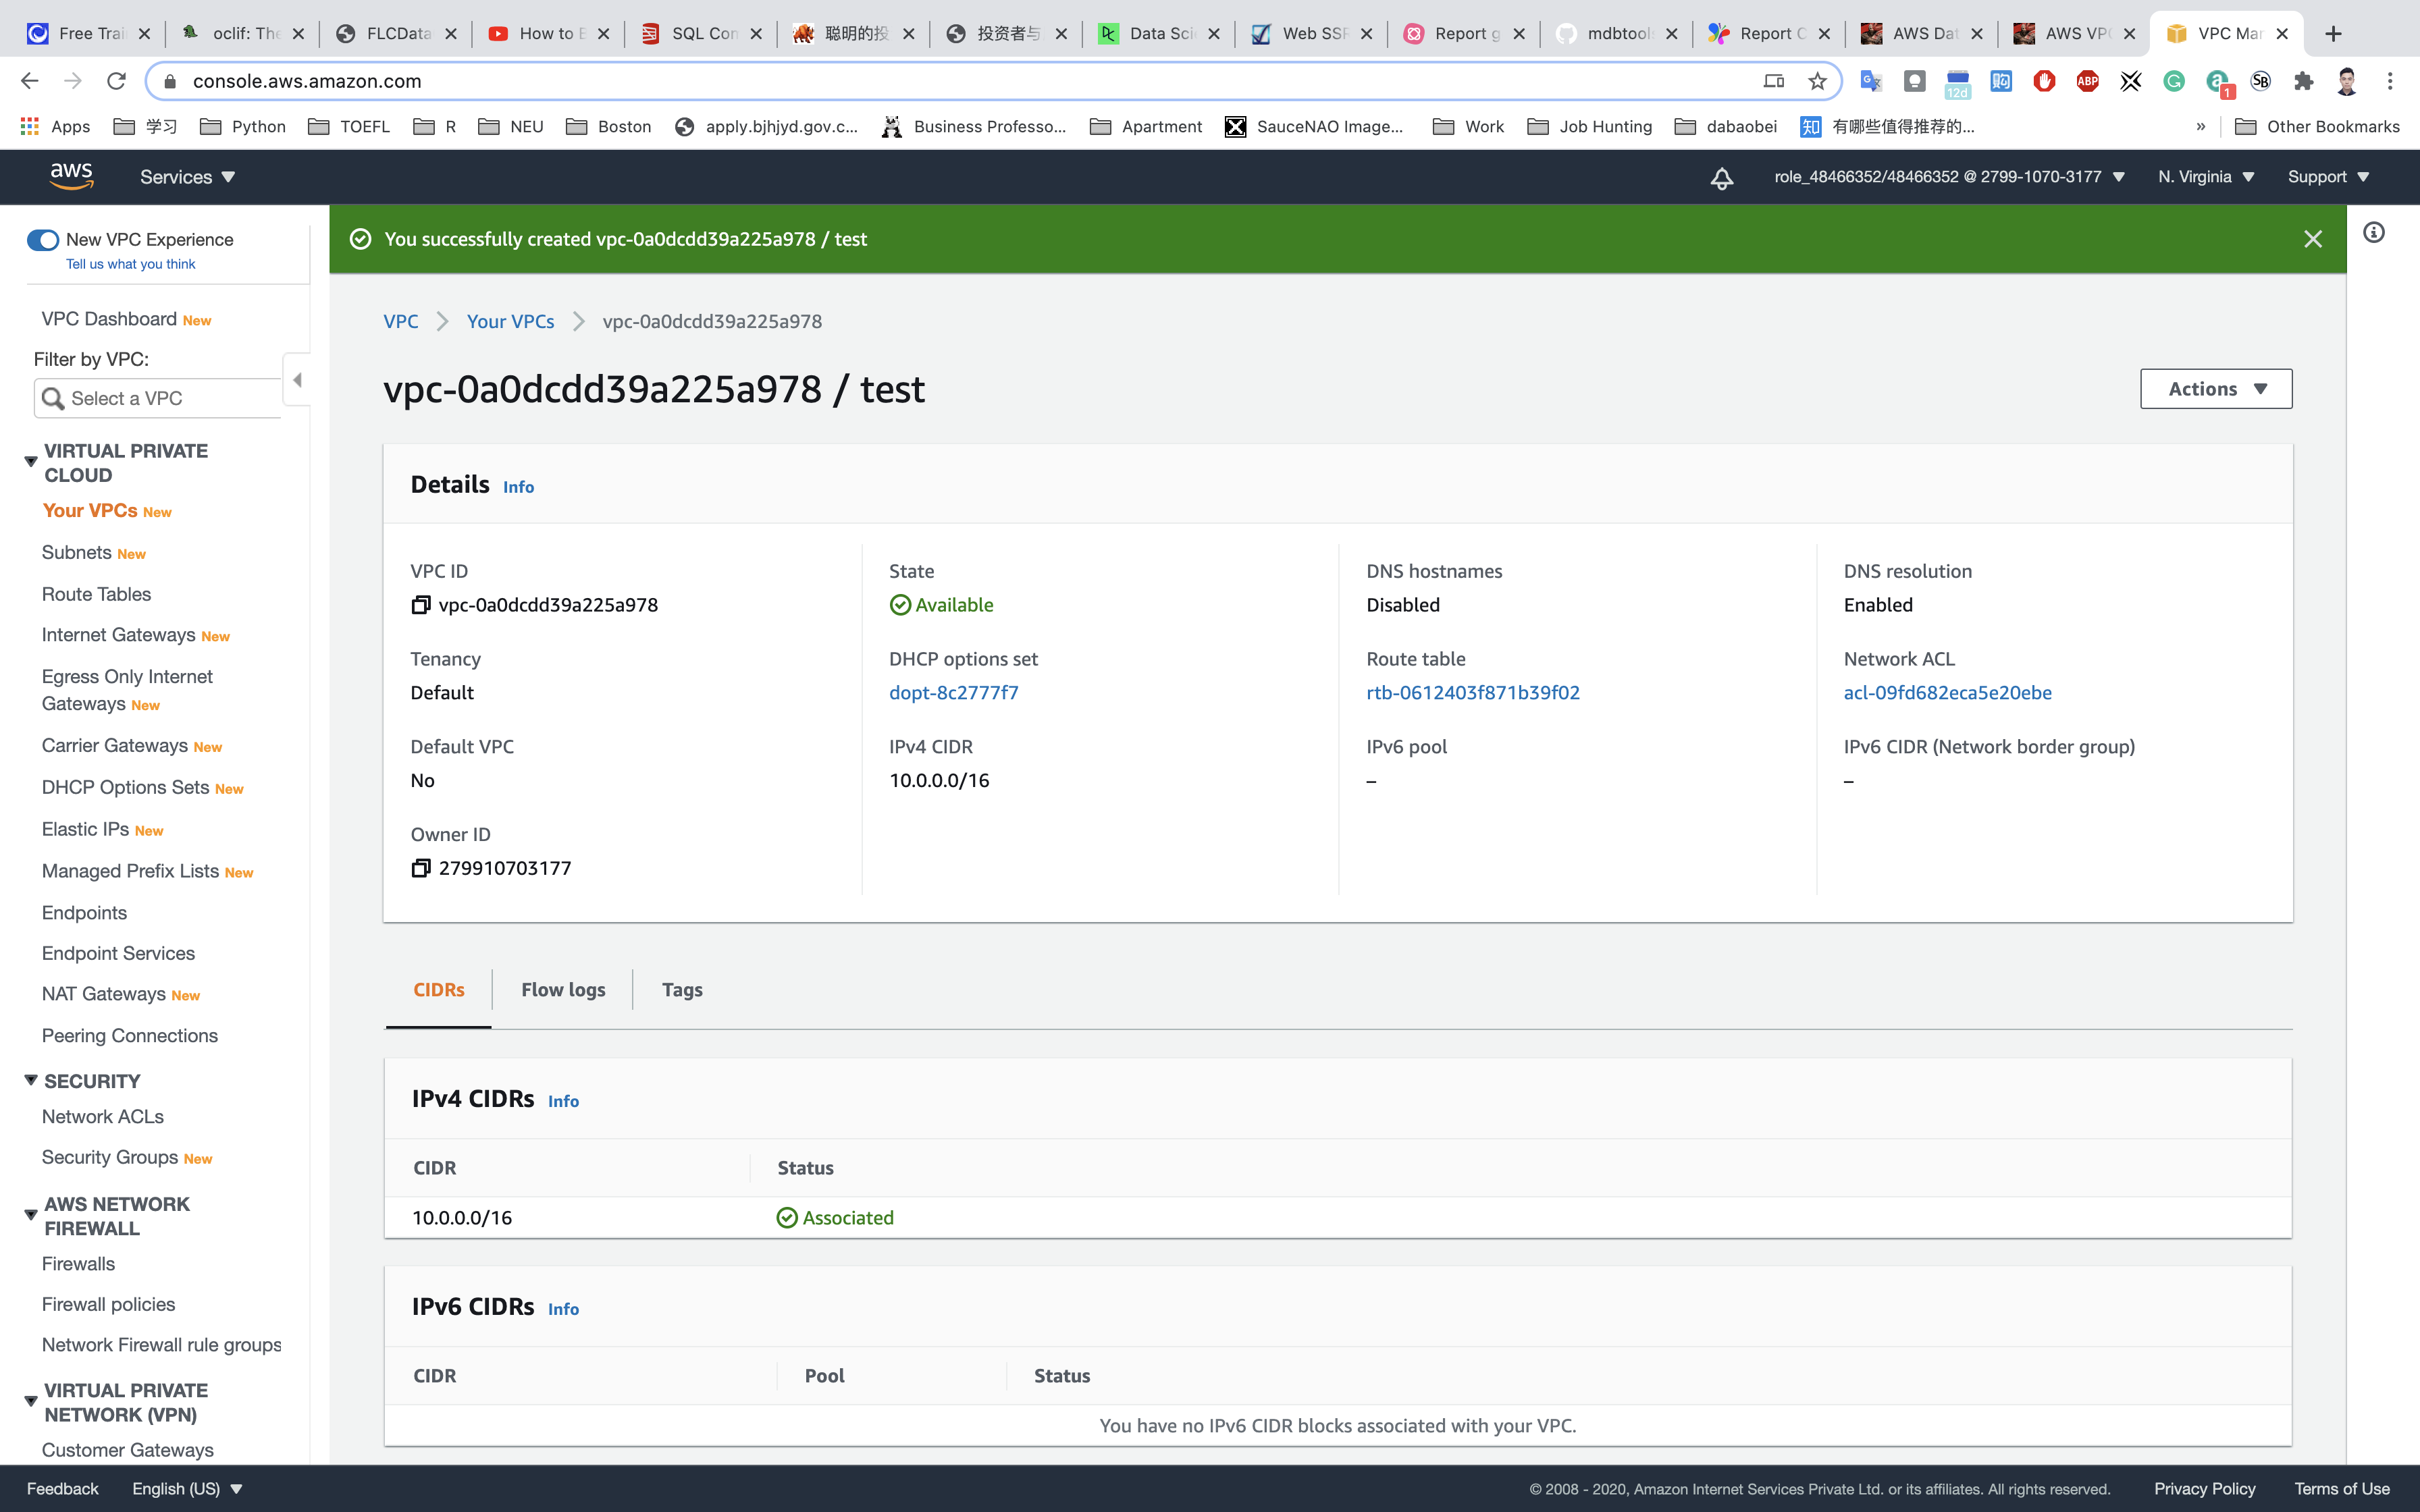 Free Trai
oclif: The
FLCData
How to E
SQL Con
聪明的投
投资者与
Data Sci
Web SSF
Report g
mdbtools
Report C
AWS Dat
AWS VPC
VPC Mar
console.aws.amazon.com
12d
ABP
1
Apps
学习
Python
TOEFL
R
NEU
Boston
apply.bjhjyd.gov.c...
Business Professo...
Apartment
SauceNAO Image...
Work
Job Hunting
dabaobei
有哪些值得推荐的...
»
Other Bookmarks
aws
Services
role_48466352/48466352 @ 2799-1070-3177
N. Virginia
Support
New VPC Experience
Tell us what you think
VPC Dashboard New
Filter by VPC:
Select a VPC
VIRTUAL PRIVATE
CLOUD
Your VPCs New
Subnets New
Route Tables
Internet Gateways New
Egress Only Internet
Gateways New
Carrier Gateways New
DHCP Options Sets New
Elastic IPs New
Managed Prefix Lists New
Endpoints
Endpoint Services
NAT Gateways New
Peering Connections
SECURITY
Network ACLs
Security Groups New
AWS NETWORK
FIREWALL
Firewalls
Firewall policies
Network Firewall rule groups
VIRTUAL PRIVATE
NETWORK (VPN)
Customer Gateways
You successfully created vpc-0a0dcdd39a225a978 / test
VPC > Your VPCs > vpc-0a0dcdd39a225a978
vpc-0a0dcdd39a225a978 / test
Actions
Details Info
VPC ID
vpc-0a0dcdd39a225a978
State
Available
DNS hostnames
Disabled
DNS resolution
Enabled
Tenancy
Default
DHCP options set
dopt-8c2777f7
Route table
rtb-0612403f871b39f02
Network ACL
acl-09fd682eca5e20ebe
Default VPC
No
IPv4 CIDR
10.0.0.0/16
IPv6 pool
–
IPv6 CIDR (Network border group)
–
Owner ID
279910703177
CIDRs
Flow logs
Tags
IPv4 CIDRs Info
CIDR Status
10.0.0.0/16 Associated
IPv6 CIDRs Info
CIDR Pool Status
You have no IPv6 CIDR blocks associated with your VPC.
Feedback
English (US)
© 2008 - 2020, Amazon Internet Services Private Ltd. or its affiliates. All rights reserved.
Privacy Policy
Terms of Use